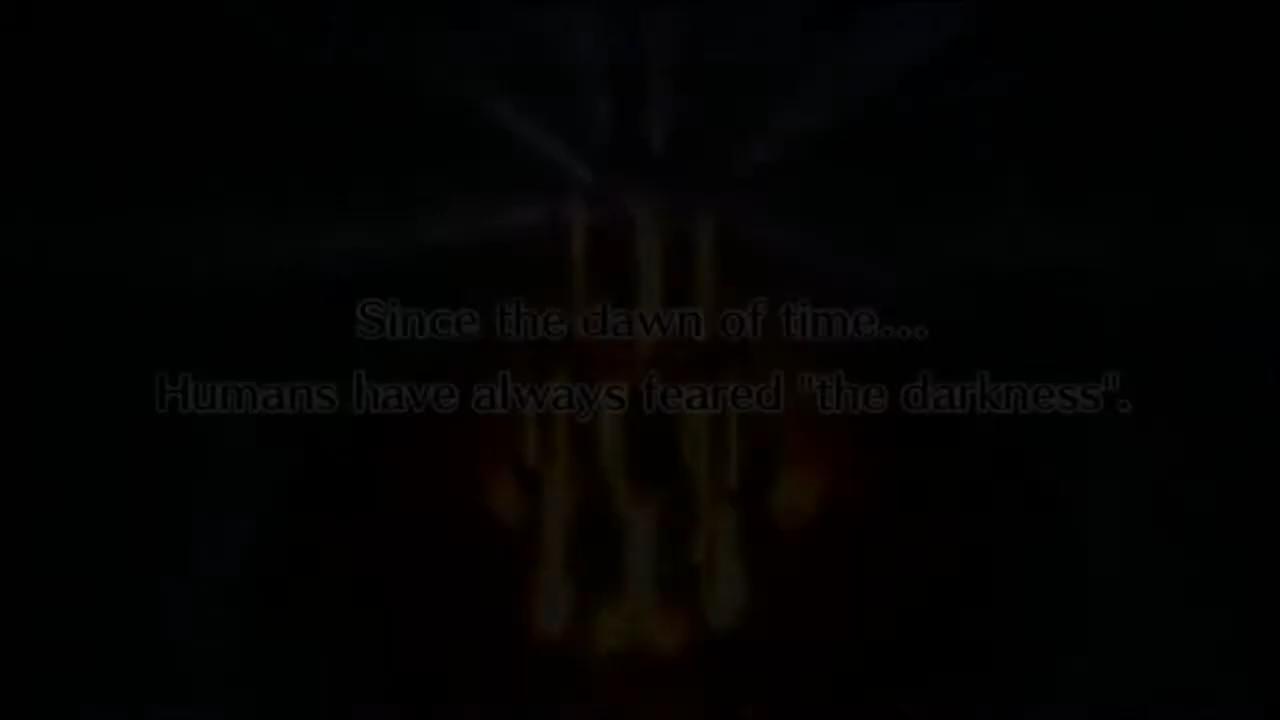 Since the dawn of time...
Humans have always feared "the darkness".